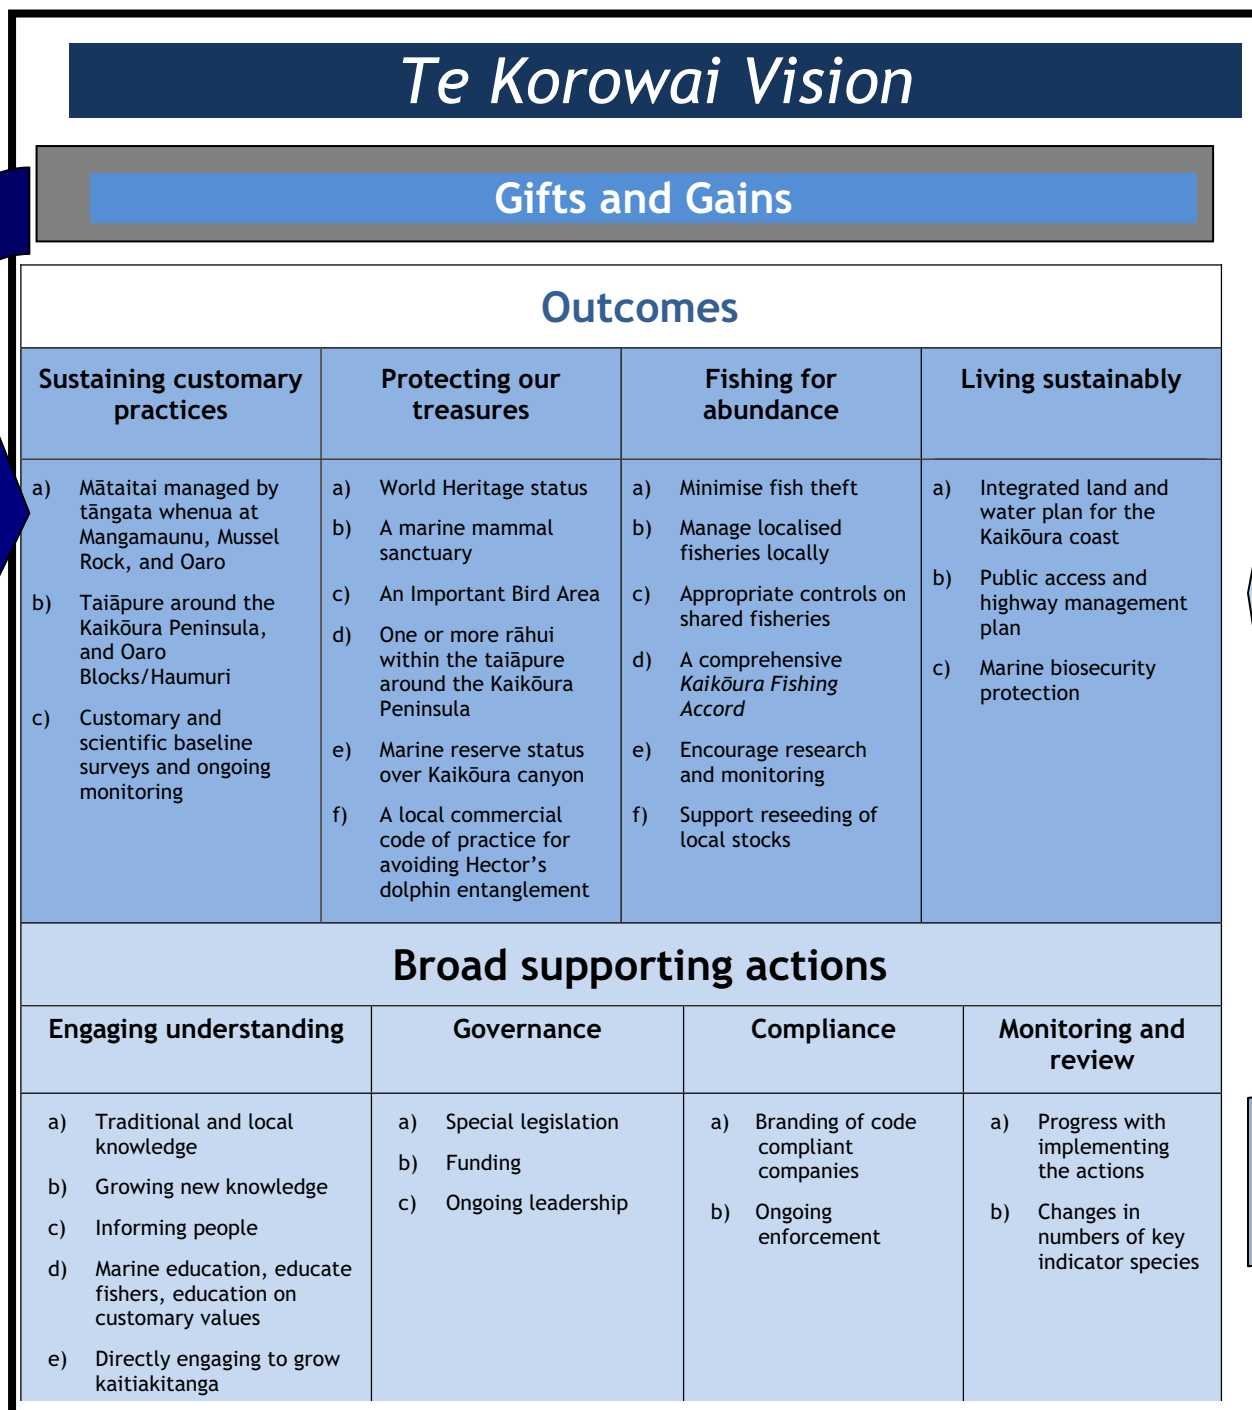 Te Korowai Vision
Gifts and Gains
Outcomes
Sustaining customary
practices
a) Mātaitai managed by
tāngata whenua at
Mangamaunu, Mussel
Rock, and Oaro
b) Taiāpure around the
Kaikōura Peninsula,
and Oaro
Blocks/Haumuri
c) Customary and
scientific baseline
surveys and ongoing
monitoring
Protecting our
treasures
a) World Heritage status
b) A marine mammal
sanctuary
c) An Important Bird Area
d) One or more rāhui
within the taiāpure
around the Kaikōura
Peninsula
e) Marine reserve status
over Kaikōura canyon
f) A local commercial
code of practice for
avoiding Hector’s
dolphin entanglement
Fishing for
abundance
a) Minimise fish theft
b) Manage localised
fisheries locally
c) Appropriate controls on
shared fisheries
d) A comprehensive
Kaikōura Fishing
Accord
e) Encourage research
and monitoring
f) Support reseeding of
local stocks
Living sustainably
a) Integrated land and
water plan for the
Kaikōura coast
b) Public access and
highway management
plan
c) Marine biosecurity
protection
Broad supporting actions
Engaging understanding
a) Traditional and local
knowledge
b) Growing new knowledge
c) Informing people
d) Marine education, educate
fishers, education on
customary values
e) Directly engaging to grow
kaitiakitanga
Governance
a) Special legislation
b) Funding
c) Ongoing leadership
Compliance
a) Branding of code
compliant
companies
b) Ongoing
enforcement
Monitoring and
review
a) Progress with
implementing
the actions
b) Changes in
numbers of key
indicator species